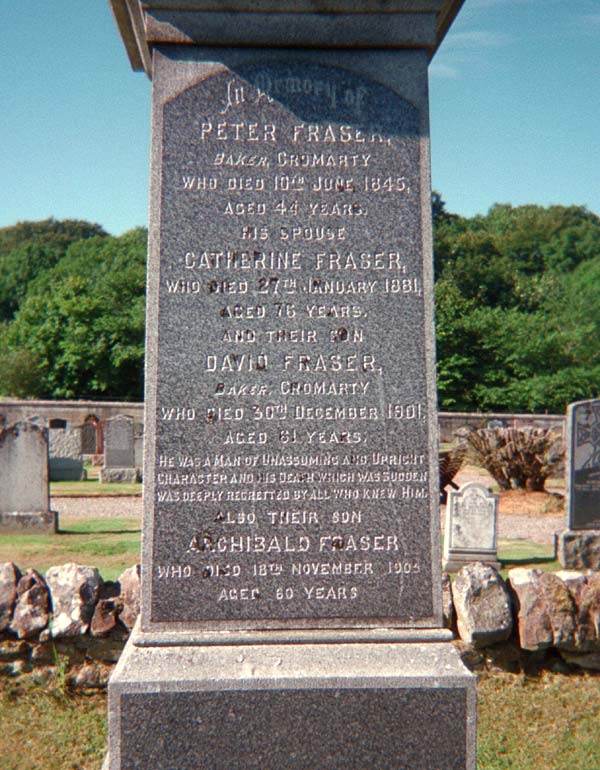 In Memory of
PETER FRASER,
BAKER, CROMARTY
WHO DIED 10TH JUNE 1845,
AGED 44 YEARS.
HIS SPOUSE
CATHERINE FRASER,
WHO DIED 27TH JANUARY 1881,
AGED 76 YEARS.
AND THEIR SON
DAVID FRASER,
BAKER, CROMARTY
WHO DIED 30TH DECEMBER 1901,
AGED 61 YEARS.
HE WAS A MAN OF UNASSUMING AND UPRIGHT
CHARACTER AND HIS DEATH WHICH WAS SUDDEN
WAS DEEPLY REGRETTED BY ALL WHO KNEW HIM.
ALSO THEIR SON
ARCHIBALD FRASER
WHO DIED 18TH NOVEMBER 1905
AGED 60 YEARS